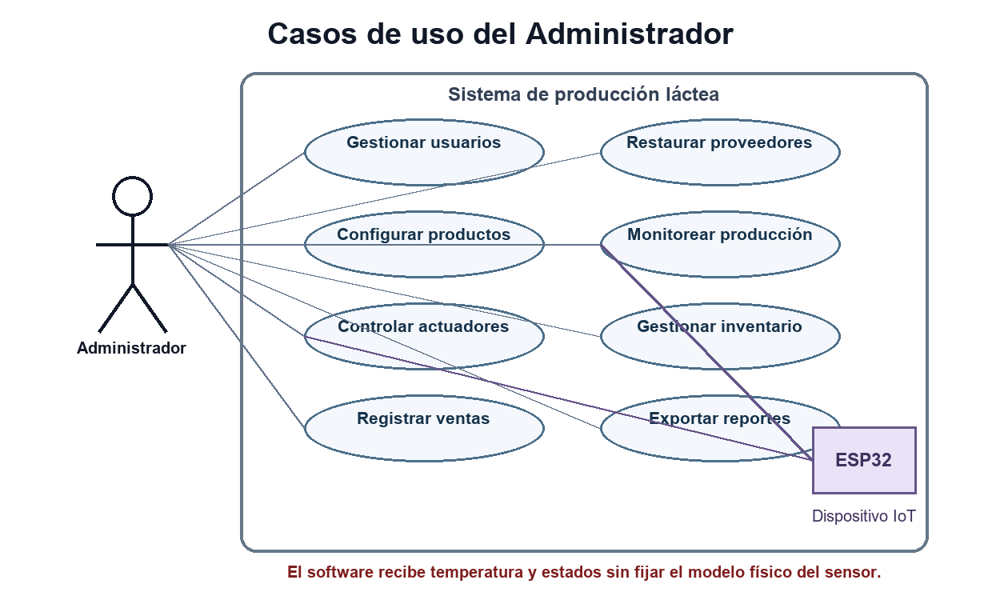 Casos de uso del Administrador
Sistema de producción láctea
Gestionar usuarios
Restaurar proveedores
Configurar productos
Monitorear producción
Controlar actuadores
Gestionar inventario
Administrador
Registrar ventas
Exportar reportes
ESP32
Dispositivo IoT
El software recibe temperatura y estados sin fijar el modelo físico del sensor.